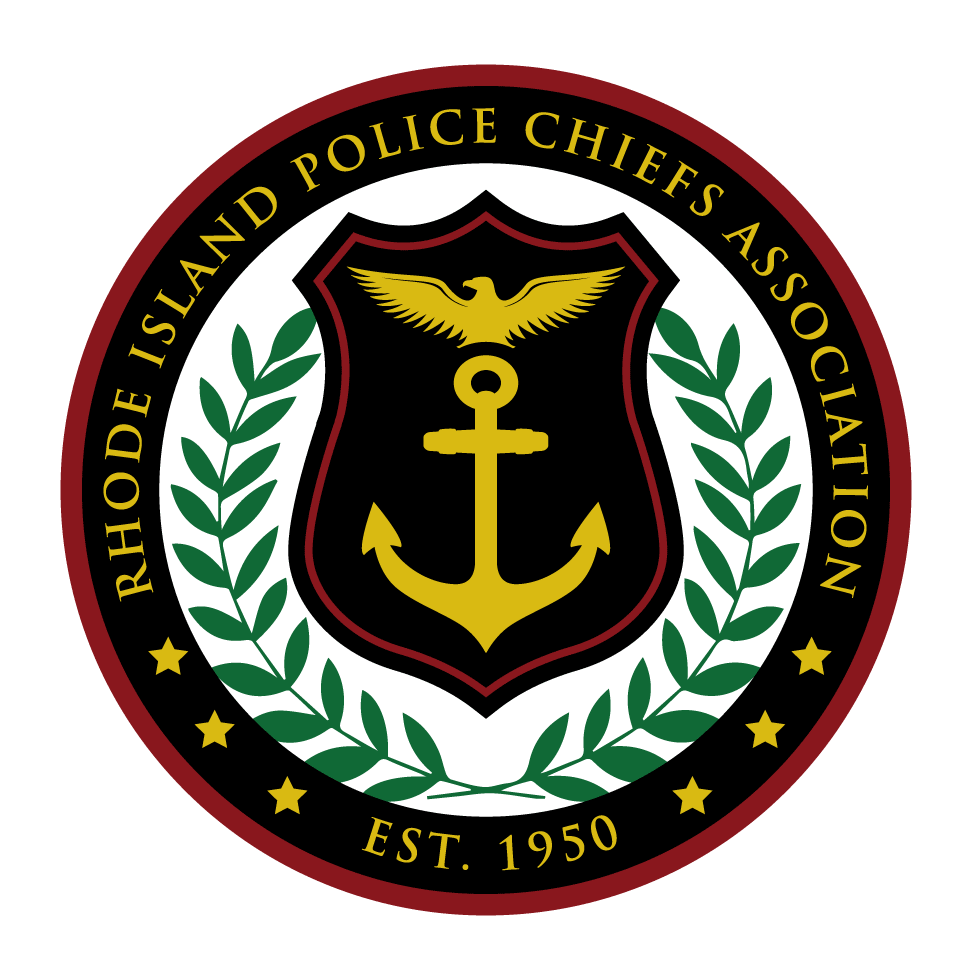 RHODE ISLAND POLICE CHIEFS ASSOCIATION
EST. 1950